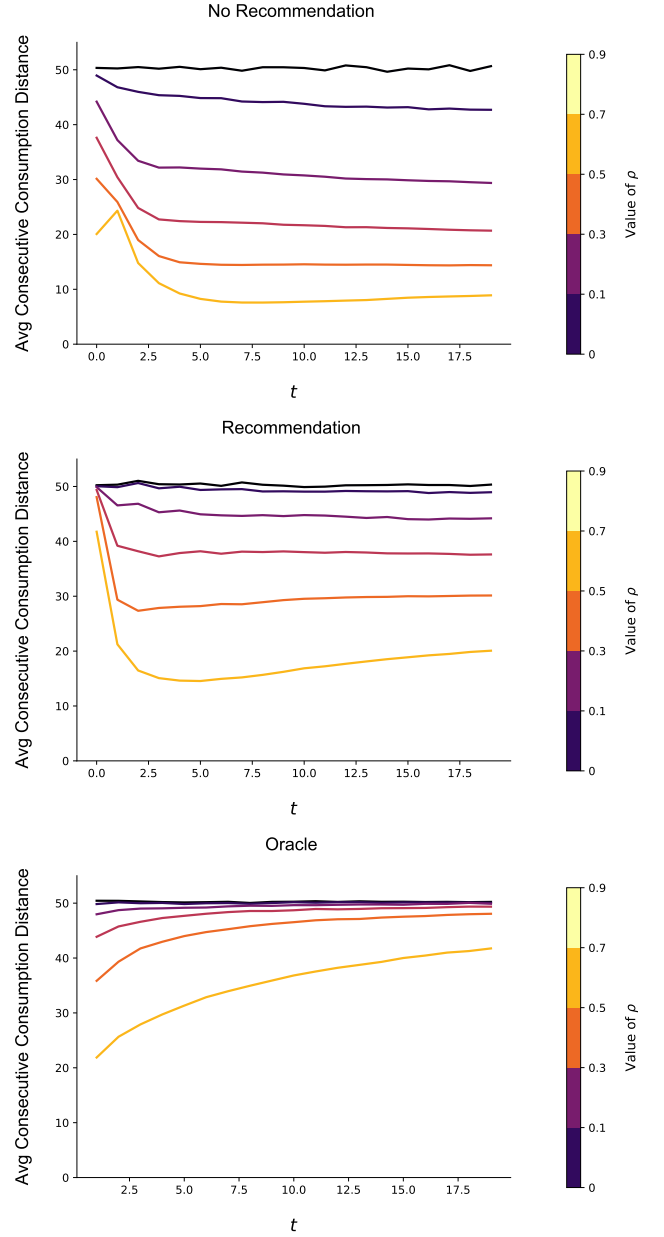 No Recommendation
Avg Consecutive Consumption Distance
50
40
30
20
10
0
0.0 2.5 5.0 7.5 10.0 12.5 15.0 17.5
t
0.9
0.7
0.5
0.3
0.1
0
Value of ρ
Recommendation
Avg Consecutive Consumption Distance
50
40
30
20
10
0
0.0 2.5 5.0 7.5 10.0 12.5 15.0 17.5
t
0.9
0.7
0.5
0.3
0.1
0
Value of ρ
Oracle
Avg Consecutive Consumption Distance
50
40
30
20
10
0
2.5 5.0 7.5 10.0 12.5 15.0 17.5
t
0.9
0.7
0.5
0.3
0.1
0
Value of ρ